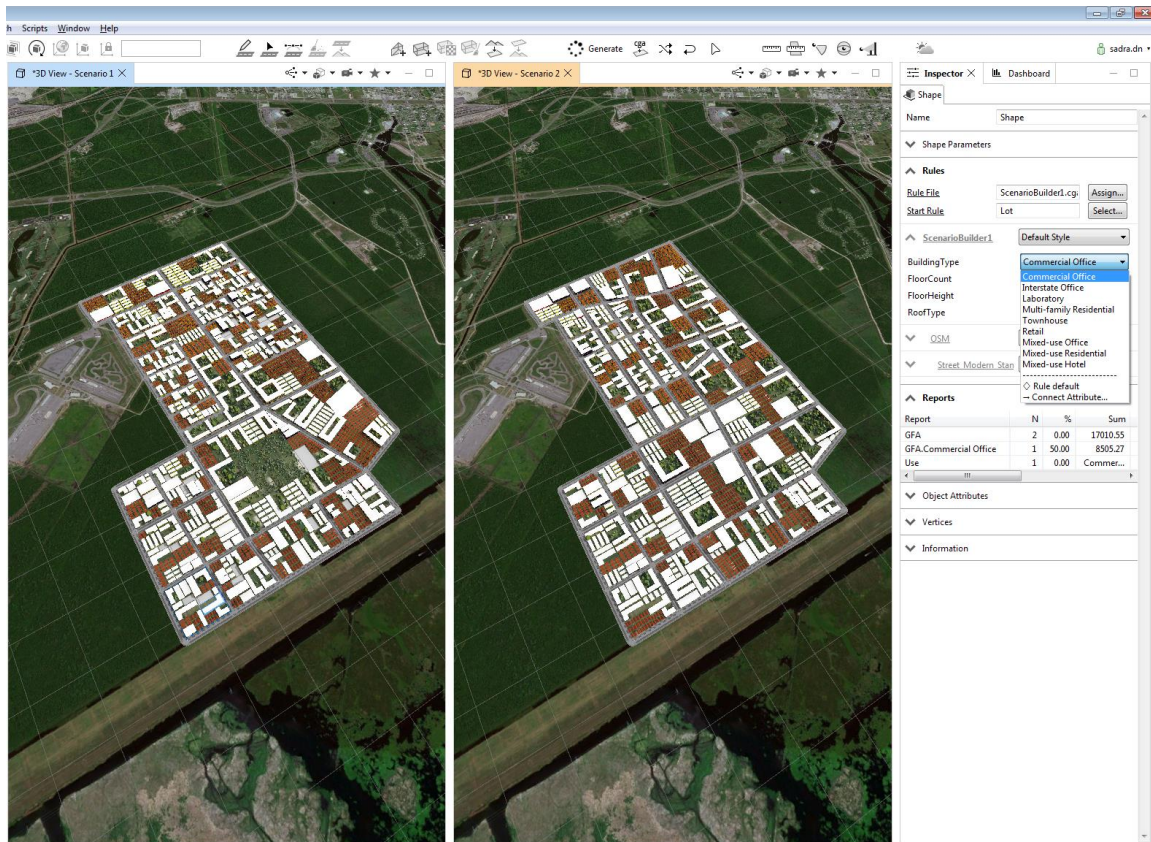 h Scripts Window Help
Generate
cga
sadra.dn
*3D View - Scenario 1
*3D View - Scenario 2
Inspector Dashboard
Shape
Name Shape
Shape Parameters
Rules
Rule File ScenarioBuilder1.cga Assign...
Start Rule Lot Select...
ScenarioBuilder1 Default Style
BuildingType Commercial Office
FloorCount
FloorHeight
RoofType
Commercial Office
Interstate Office
Laboratory
Multi-family Residential
Townhouse
Retail
Mixed-use Office
Mixed-use Residential
Mixed-use Hotel
--------------------
Rule default
Connect Attribute...
OSM
Street Modern Stan
Reports
Report N % Sum
GFA 2 0.00 17010.55
GFA.Commercial Office 1 50.00 8505.27
Use 1 0.00 Commer...
Object Attributes
Vertices
Information